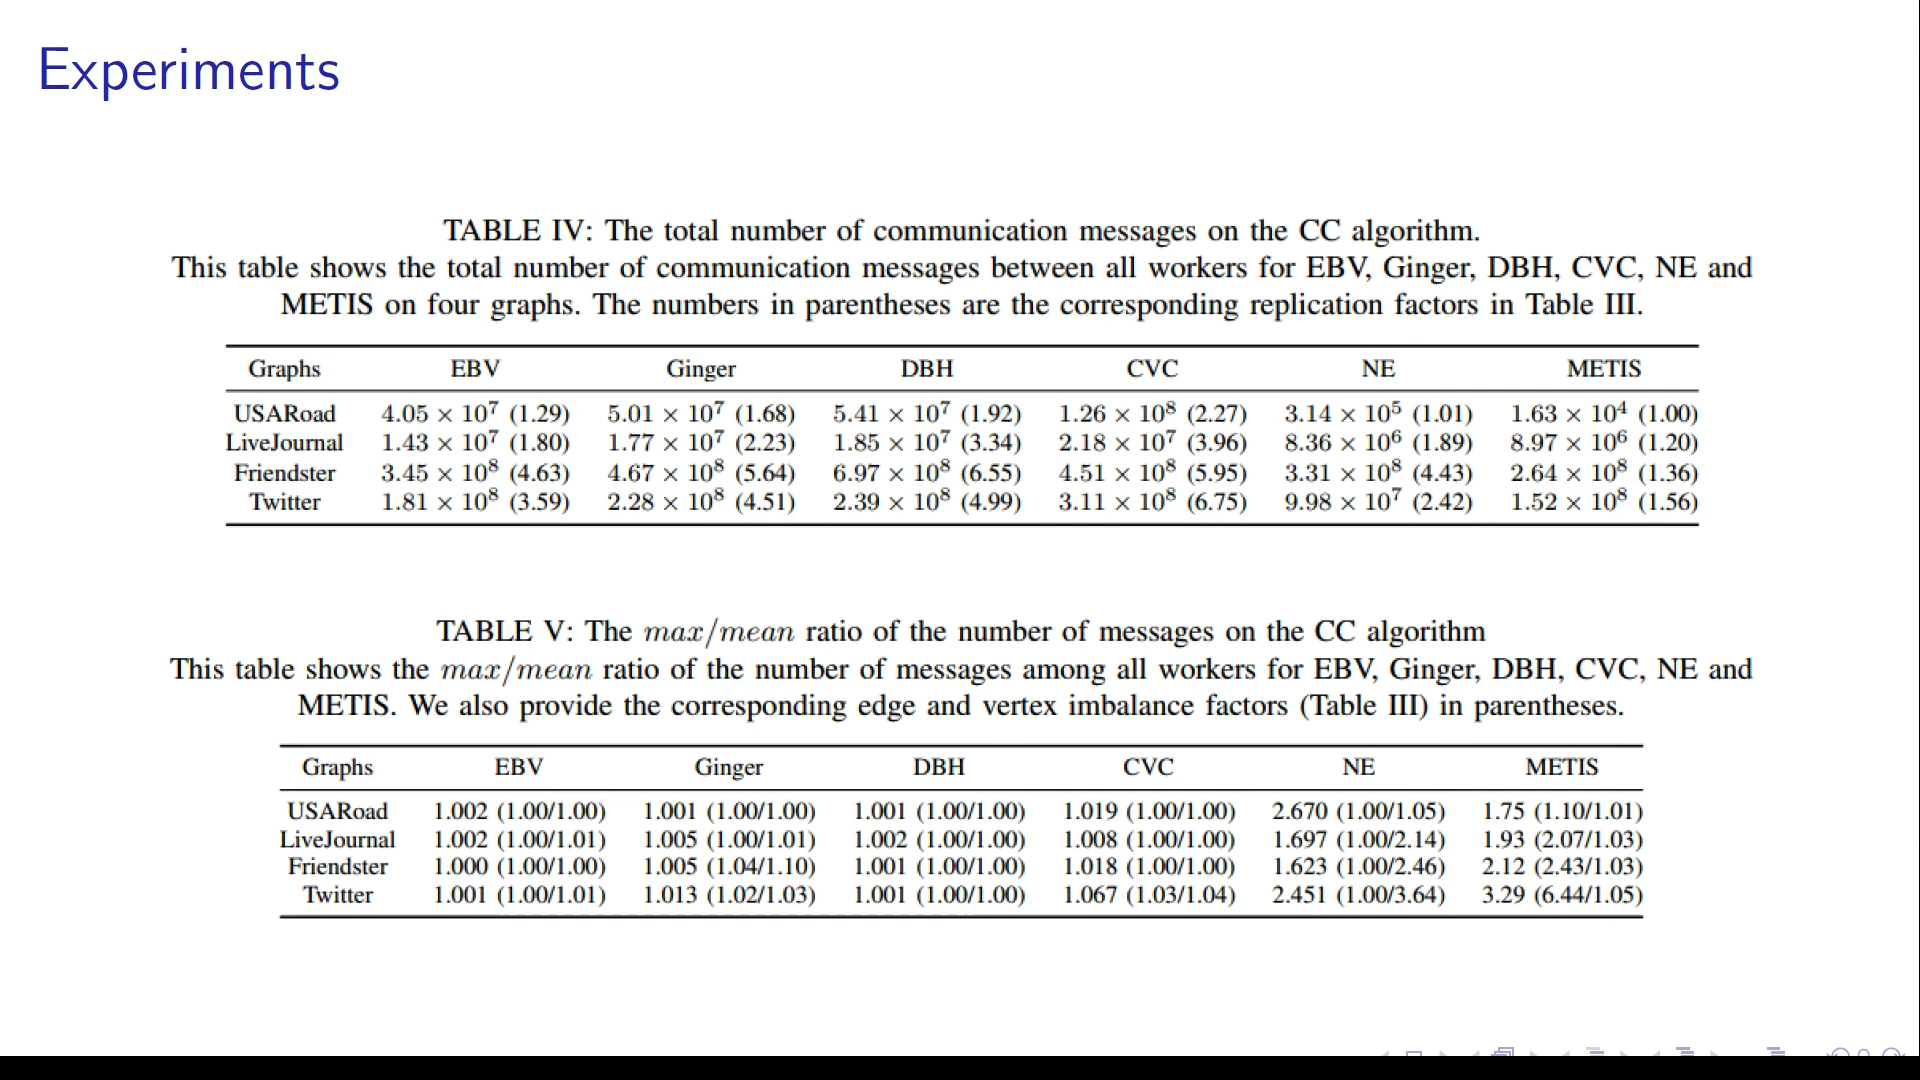 Experiments
TABLE IV: The total number of communication messages on the CC algorithm.
This table shows the total number of communication messages between all workers for EBV, Ginger, DBH, CVC, NE and
METIS on four graphs. The numbers in parentheses are the corresponding replication factors in Table III.
Graphs EBV Ginger DBH CVC NE METIS
USARoad 4.05 × 10⁷ (1.29) 5.01 × 10⁷ (1.68) 5.41 × 10⁷ (1.92) 1.26 × 10⁸ (2.27) 3.14 × 10⁵ (1.01) 1.63 × 10⁴ (1.00)
LiveJournal 1.43 × 10⁷ (1.80) 1.77 × 10⁷ (2.23) 1.85 × 10⁷ (3.34) 2.18 × 10⁷ (3.96) 8.36 × 10⁶ (1.89) 8.97 × 10⁶ (1.20)
Friendster 3.45 × 10⁸ (4.63) 4.67 × 10⁸ (5.64) 6.97 × 10⁸ (6.55) 4.51 × 10⁸ (5.95) 3.31 × 10⁸ (4.43) 2.64 × 10⁸ (1.36)
Twitter 1.81 × 10⁸ (3.59) 2.28 × 10⁸ (4.51) 2.39 × 10⁸ (4.99) 3.11 × 10⁸ (6.75) 9.98 × 10⁷ (2.42) 1.52 × 10⁸ (1.56)
TABLE V: The max/mean ratio of the number of messages on the CC algorithm
This table shows the max/mean ratio of the number of messages among all workers for EBV, Ginger, DBH, CVC, NE and
METIS. We also provide the corresponding edge and vertex imbalance factors (Table III) in parentheses.
Graphs EBV Ginger DBH CVC NE METIS
USARoad 1.002 (1.00/1.00) 1.001 (1.00/1.00) 1.001 (1.00/1.00) 1.019 (1.00/1.00) 2.670 (1.00/1.05) 1.75 (1.10/1.01)
LiveJournal 1.002 (1.00/1.01) 1.005 (1.00/1.01) 1.002 (1.00/1.00) 1.008 (1.00/1.00) 1.697 (1.00/2.14) 1.93 (2.07/1.03)
Friendster 1.000 (1.00/1.00) 1.005 (1.04/1.10) 1.001 (1.00/1.00) 1.018 (1.00/1.00) 1.623 (1.00/2.46) 2.12 (2.43/1.03)
Twitter 1.001 (1.00/1.01) 1.013 (1.02/1.03) 1.001 (1.00/1.00) 1.067 (1.03/1.04) 2.451 (1.00/3.64) 3.29 (6.44/1.05)